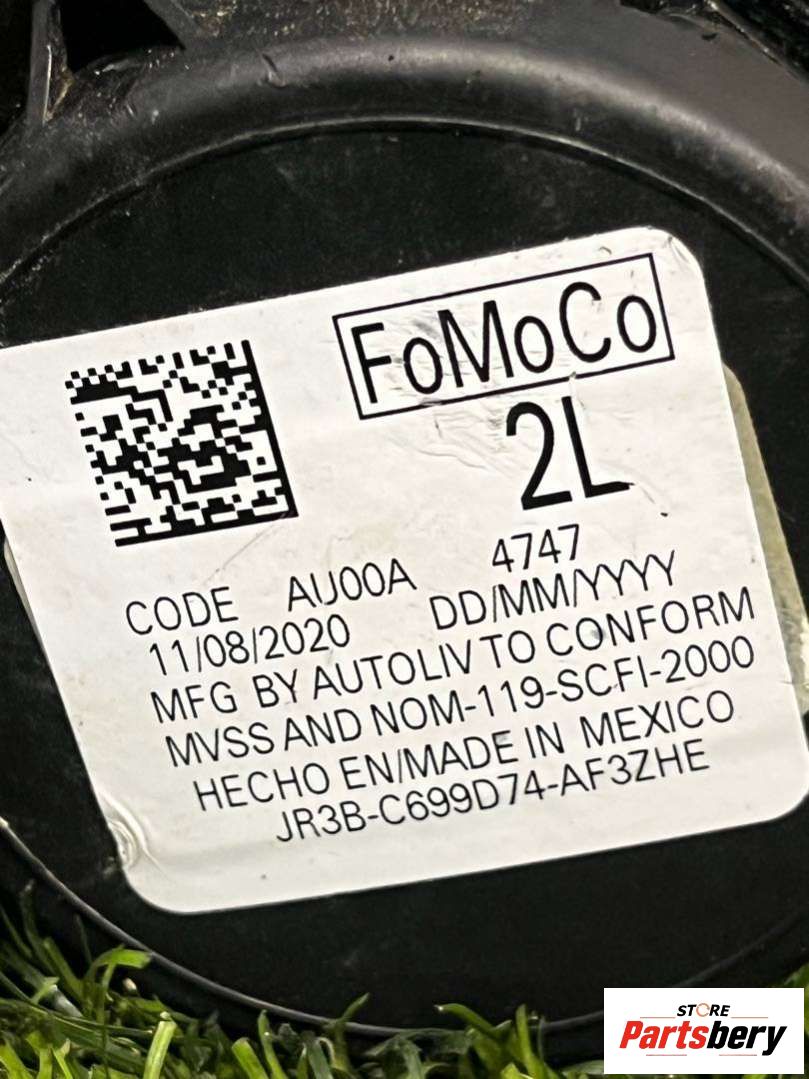 FoMoCo
2L
CODE AU00A 4747
11/08/2020 DD/MM/YYYY
MFG BY AUTOLIV TO CONFORM
MVSS AND NOM-119-SCFI-2000
HECHO EN/MADE IN MEXICO
JR3B-C699D74-AF3ZHE
STORE
Partsbery